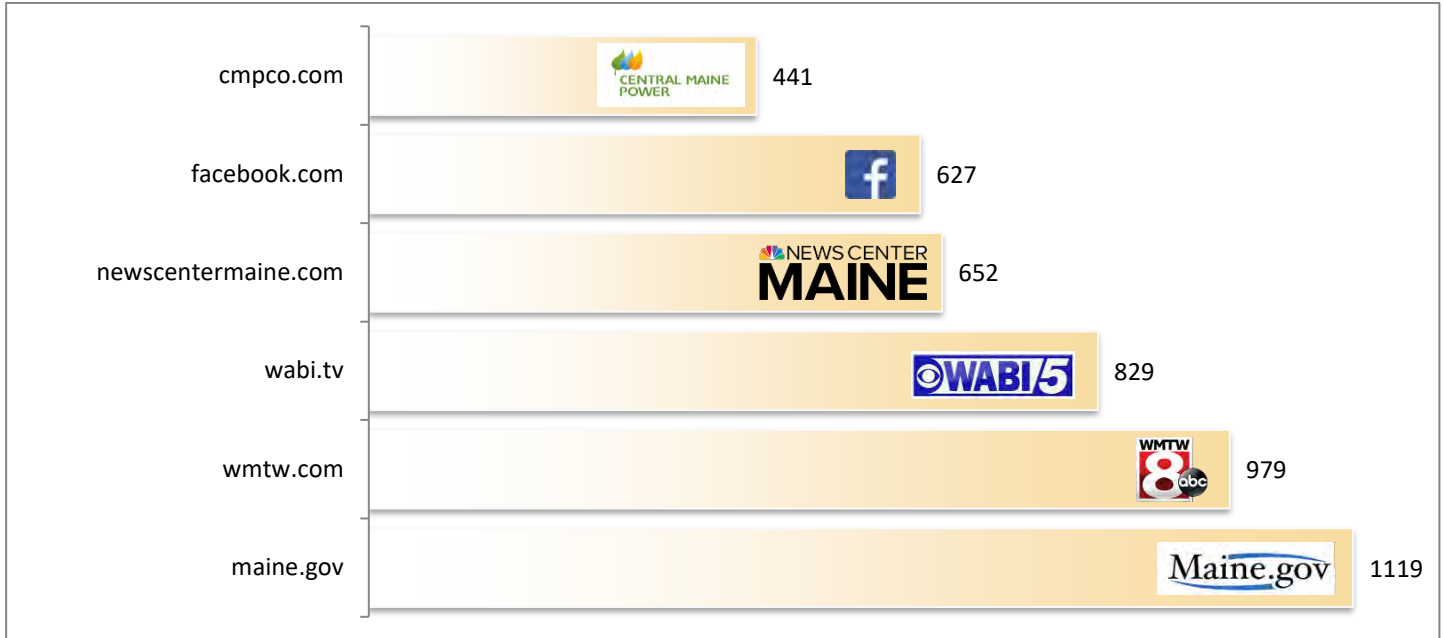 cmpco.com
CENTRAL MAINE
POWER
441
facebook.com
f
627
newscentermaine.com
NEWS CENTER
MAINE
652
wabi.tv
WABI/5
829
wmtw.com
WMTW
8
abc
979
maine.gov
Maine.gov
1119